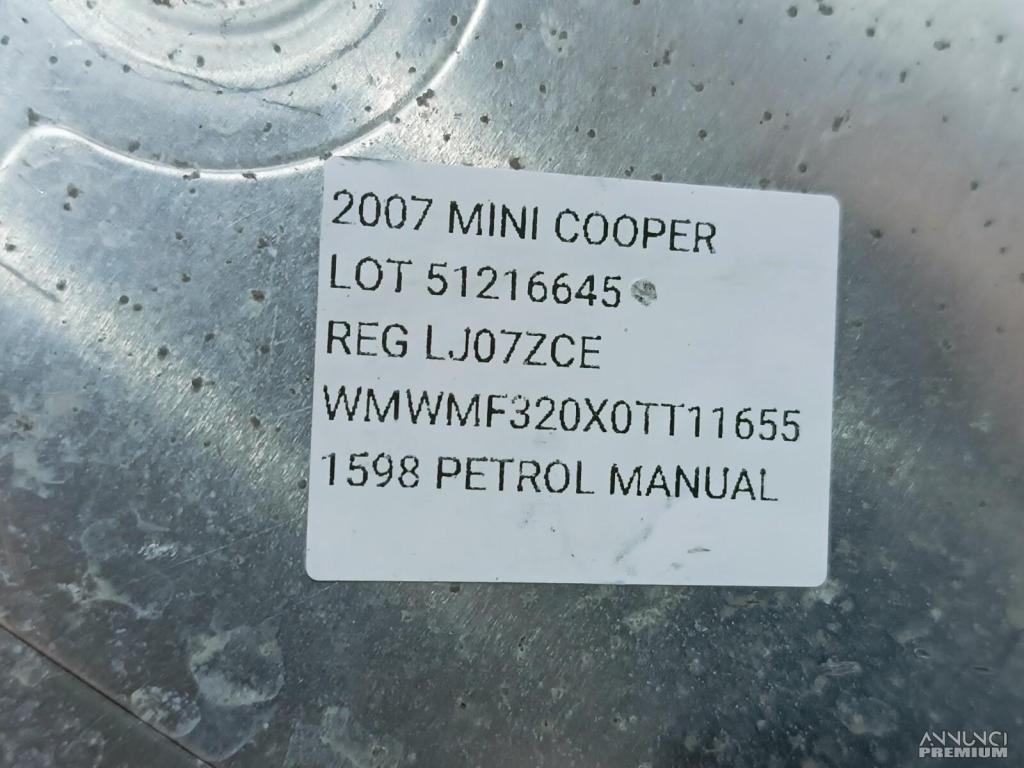 2007 MINI COOPER
LOT 51216645
REG LJ07ZCE
WMWMF320X0TT11655
1598 PETROL MANUAL
ANNUNCI
PREMIUM